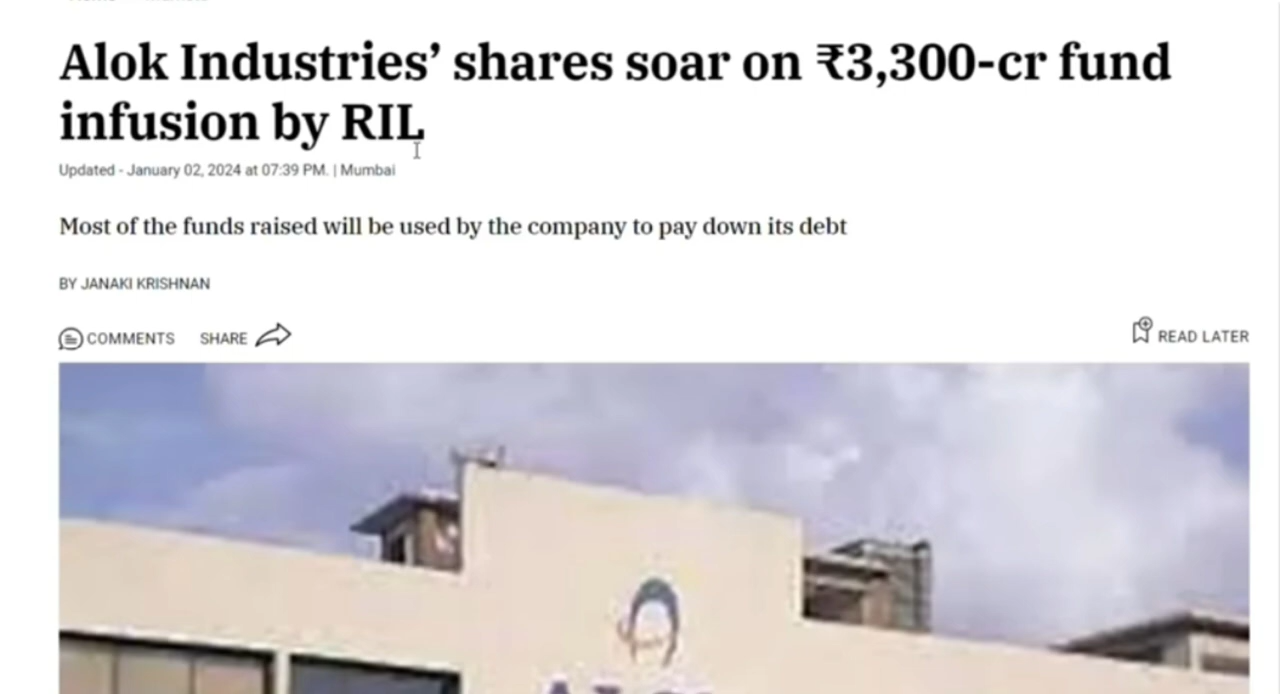 Alok Industries’ shares soar on ₹3,300-cr fund
infusion by RIL
Updated - January 02, 2024 at 07:39 PM. | Mumbai
Most of the funds raised will be used by the company to pay down its debt
BY JANAKI KRISHNAN
COMMENTS SHARE READ LATER